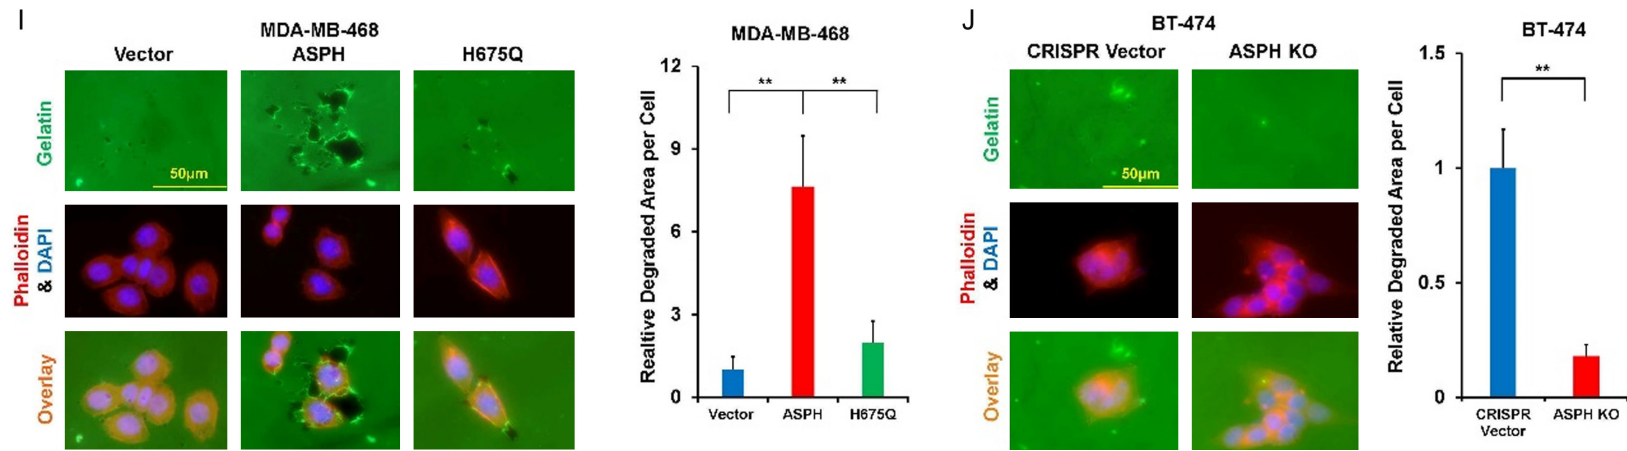 I
MDA-MB-468
Vector
ASPH
H675Q
Gelatin
50µm
Phalloidin
& DAPI
Overlay
MDA-MB-468
Realtive Degraded Area per Cell
12
9
6
3
0
**
**
Vector
ASPH
H675Q
J
BT-474
CRISPR Vector
ASPH KO
Gelatin
50µm
Phalloidin
& DAPI
Overlay
BT-474
Relative Degraded Area per Cell
1.5
1
0.5
0
**
CRISPR
Vector
ASPH KO